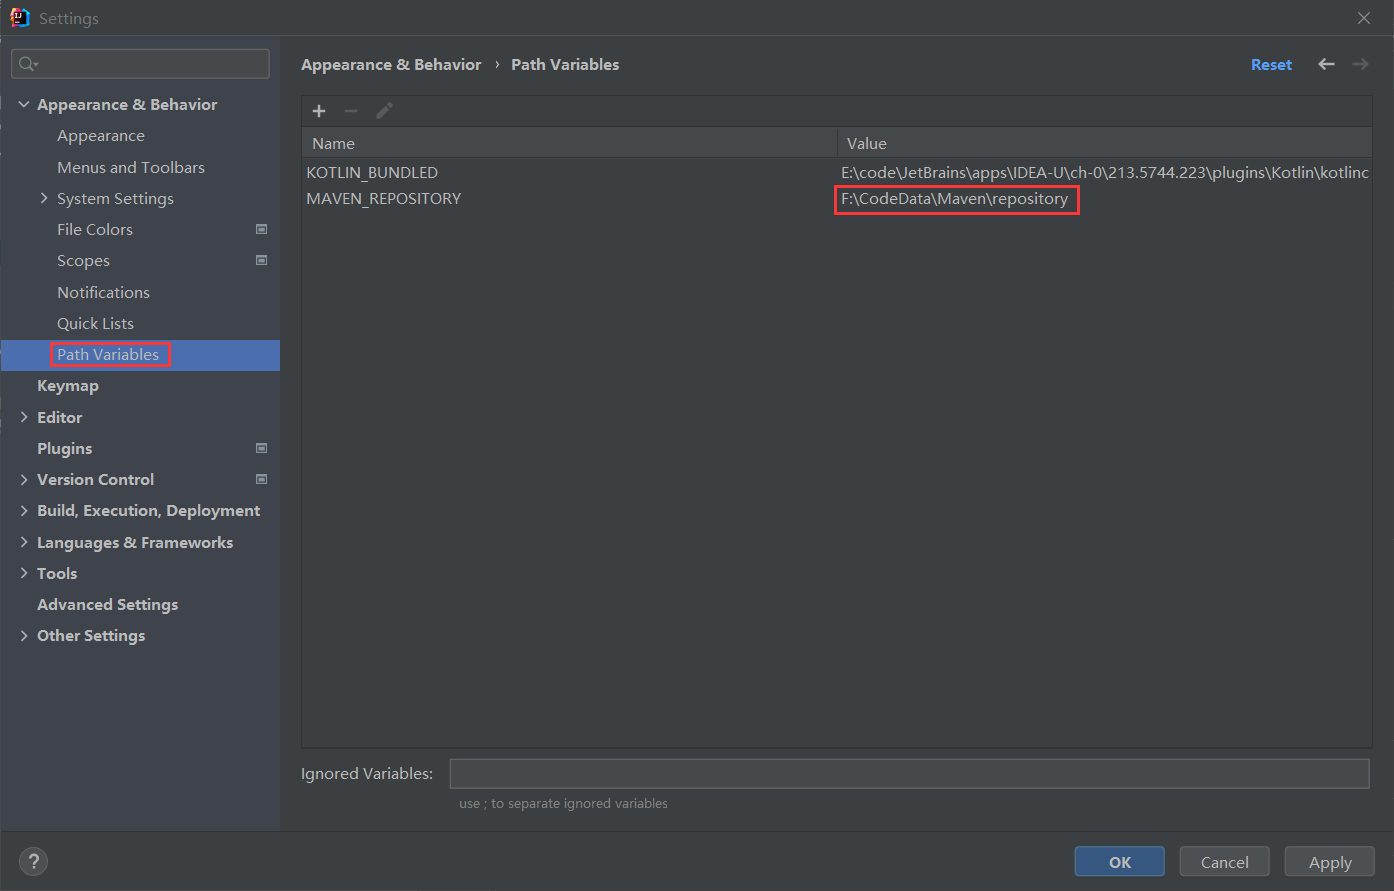 Settings
Appearance & Behavior
Appearance
Menus and Toolbars
System Settings
File Colors
Scopes
Notifications
Quick Lists
Path Variables
Keymap
Editor
Plugins
Version Control
Build, Execution, Deployment
Languages & Frameworks
Tools
Advanced Settings
Other Settings
Appearance & Behavior › Path Variables
Reset
Name Value
KOTLIN_BUNDLED E:\code\JetBrains\apps\IDEA-U\ch-0\213.5744.223\plugins\Kotlin\kotlinc
MAVEN_REPOSITORY F:\CodeData\Maven\repository
Ignored Variables:
use ; to separate ignored variables
?
OK Cancel Apply